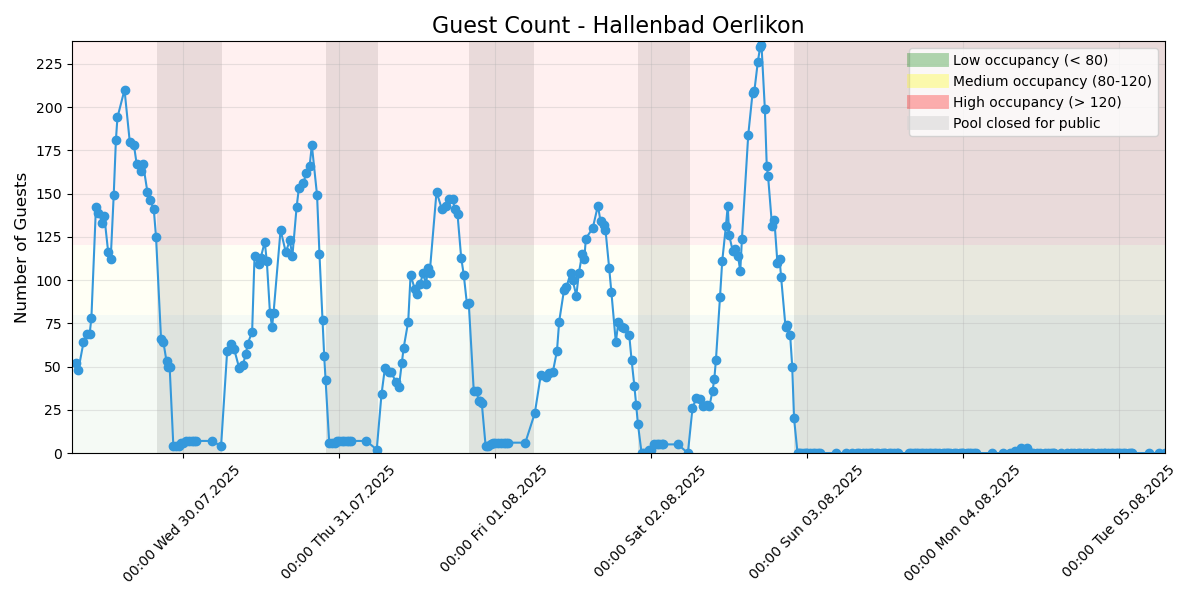 Guest Count - Hallenbad Oerlikon
Number of Guests
225
200
175
150
125
100
75
50
25
0
Low occupancy (< 80)
Medium occupancy (80-120)
High occupancy (> 120)
Pool closed for public
00:00 Wed 30.07.2025
00:00 Thu 31.07.2025
00:00 Fri 01.08.2025
00:00 Sat 02.08.2025
00:00 Sun 03.08.2025
00:00 Mon 04.08.2025
00:00 Tue 05.08.2025